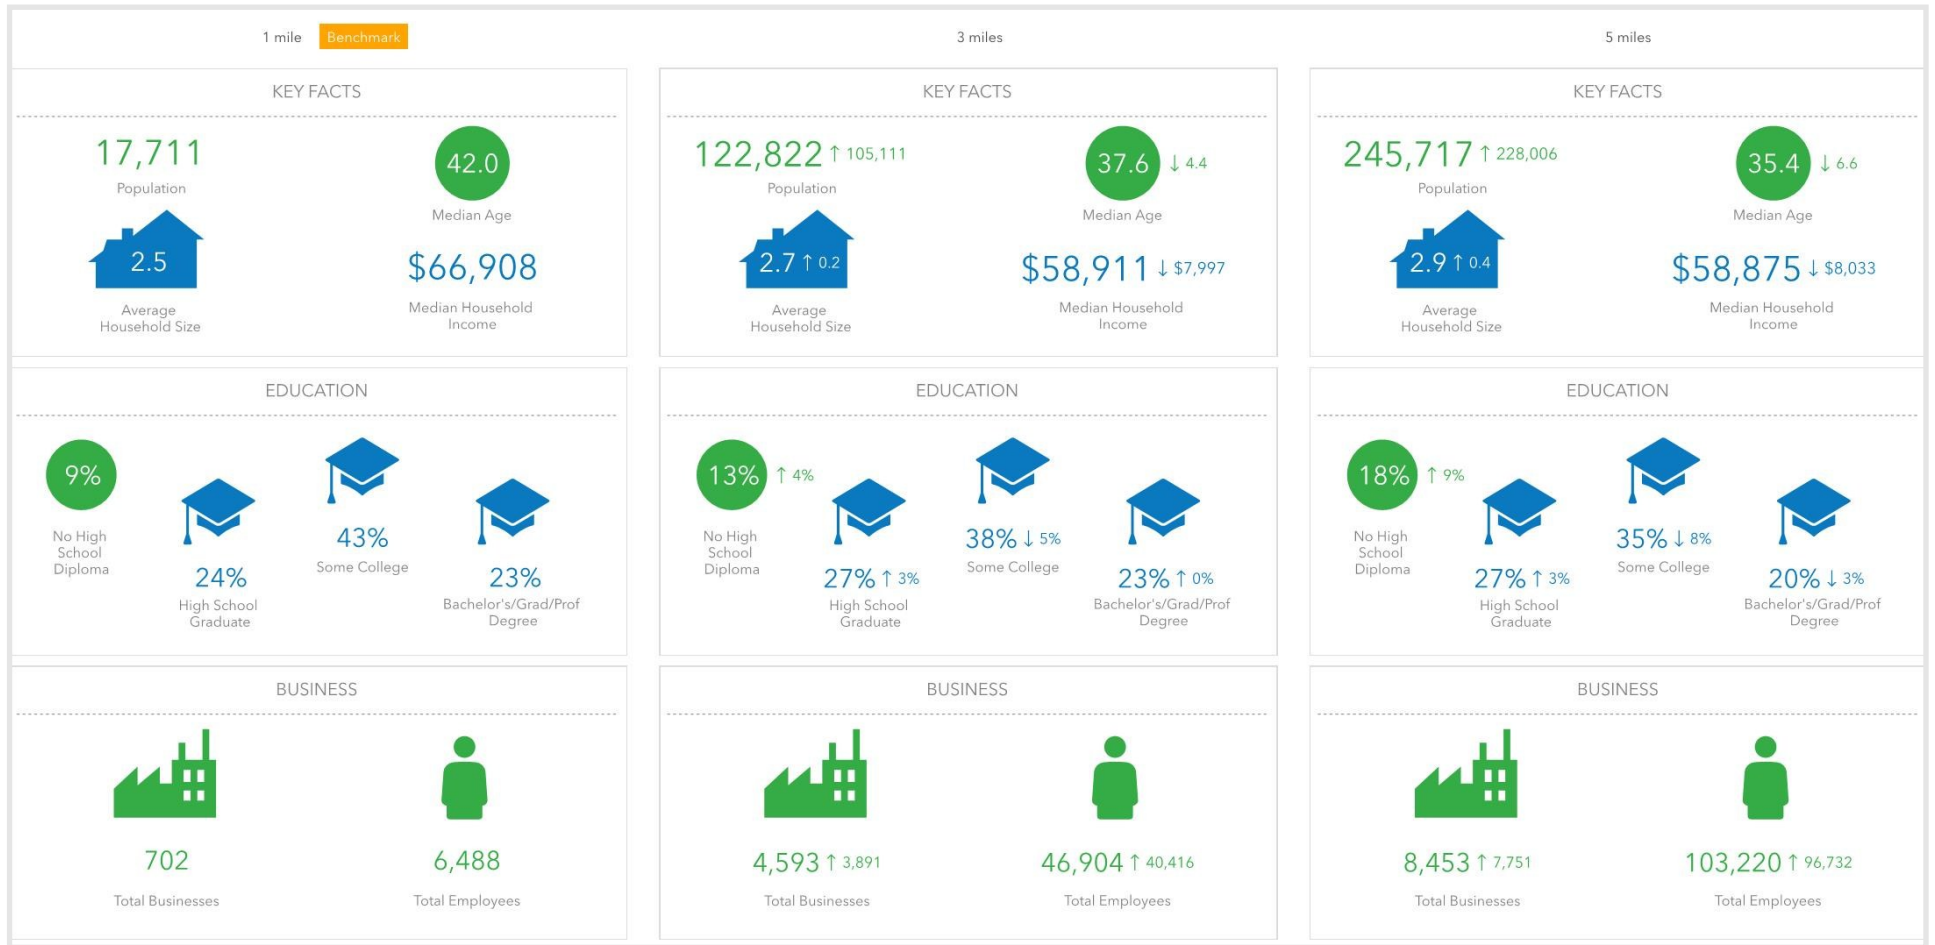 1 mile Benchmark
3 miles
5 miles
KEY FACTS
17,711
Population
42.0
Median Age
2.5
Average
Household Size
$66,908
Median Household
Income
KEY FACTS
122,822 ↑ 105,111
Population
37.6 ↓ 4.4
Median Age
2.7 ↑ 0.2
Average
Household Size
$58,911 ↓ $7,997
Median Household
Income
KEY FACTS
245,717 ↑ 228,006
Population
35.4 ↓ 6.6
Median Age
2.9 ↑ 0.4
Average
Household Size
$58,875 ↓ $8,033
Median Household
Income
EDUCATION
9%
No High
School
Diploma
24%
High School
Graduate
43%
Some College
23%
Bachelor's/Grad/Prof
Degree
EDUCATION
13% ↑ 4%
No High
School
Diploma
27% ↑ 3%
High School
Graduate
38% ↓ 5%
Some College
23% ↑ 0%
Bachelor's/Grad/Prof
Degree
EDUCATION
18% ↑ 9%
No High
School
Diploma
27% ↑ 3%
High School
Graduate
35% ↓ 8%
Some College
20% ↓ 3%
Bachelor's/Grad/Prof
Degree
BUSINESS
702
Total Businesses
6,488
Total Employees
BUSINESS
4,593 ↑ 3,891
Total Businesses
46,904 ↑ 40,416
Total Employees
BUSINESS
8,453 ↑ 7,751
Total Businesses
103,220 ↑ 96,732
Total Employees